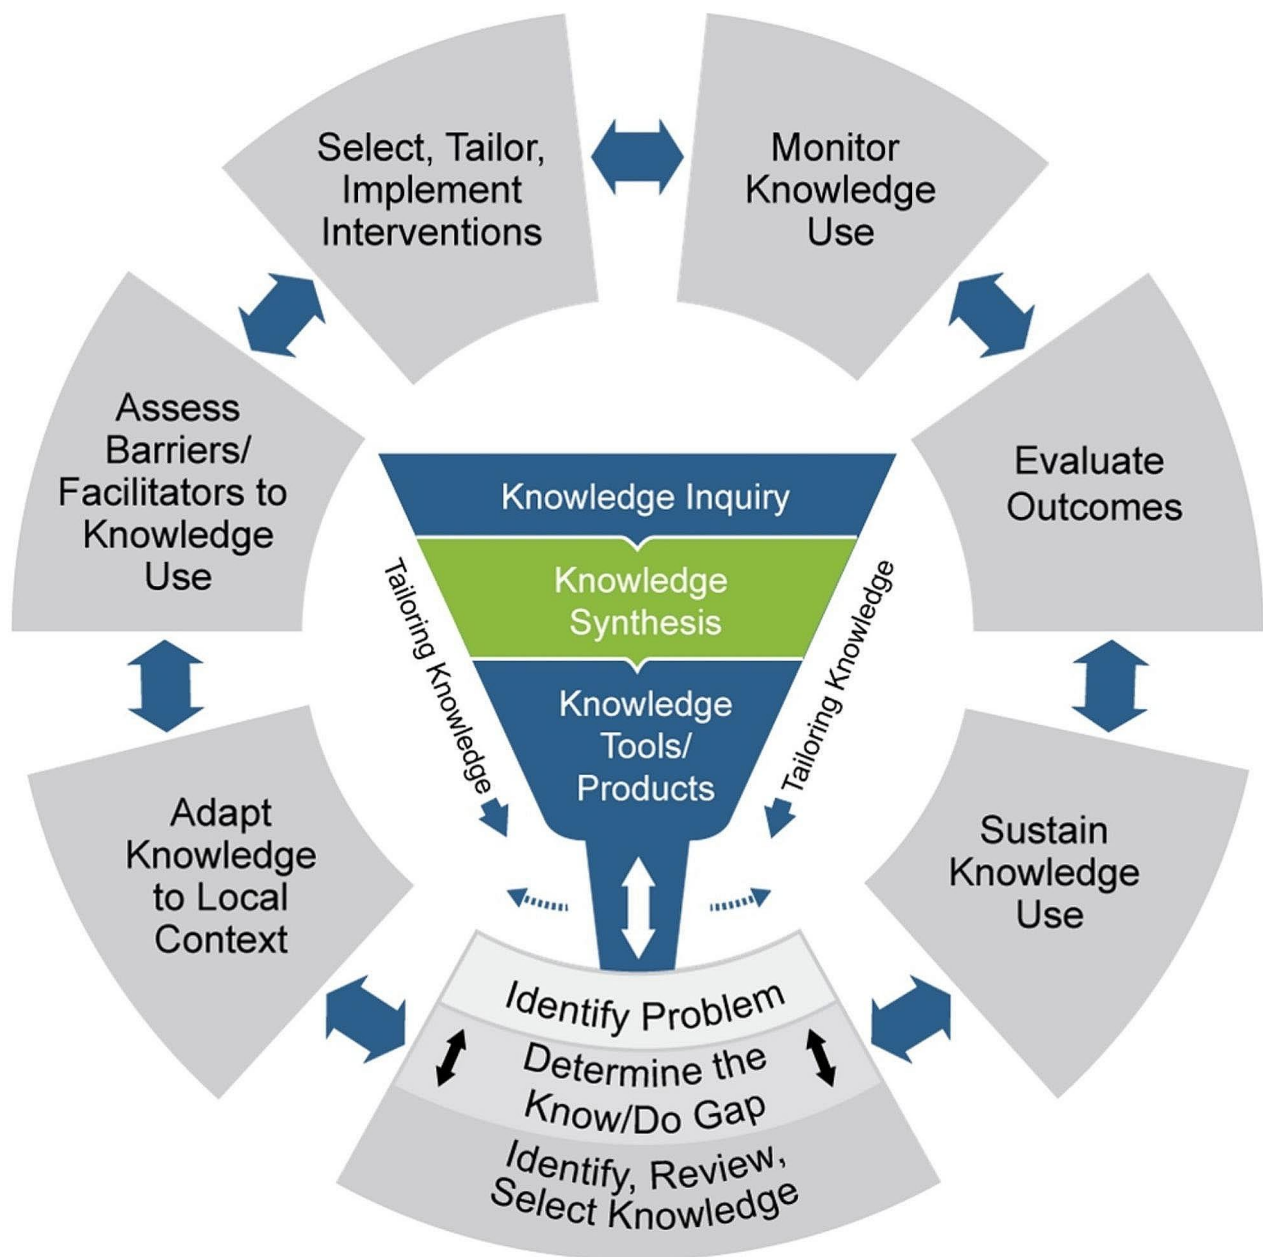 Select, Tailor,
Implement
Interventions
Monitor
Knowledge
Use
Assess
Barriers/
Facilitators to
Knowledge
Use
Evaluate
Outcomes
Knowledge Inquiry
Knowledge
Synthesis
Knowledge
Tools/
Products
Tailoring Knowledge
Tailoring Knowledge
Adapt
Knowledge
to Local
Context
Sustain
Knowledge
Use
Identify Problem
Determine the
Know/Do Gap
Identify, Review,
Select Knowledge